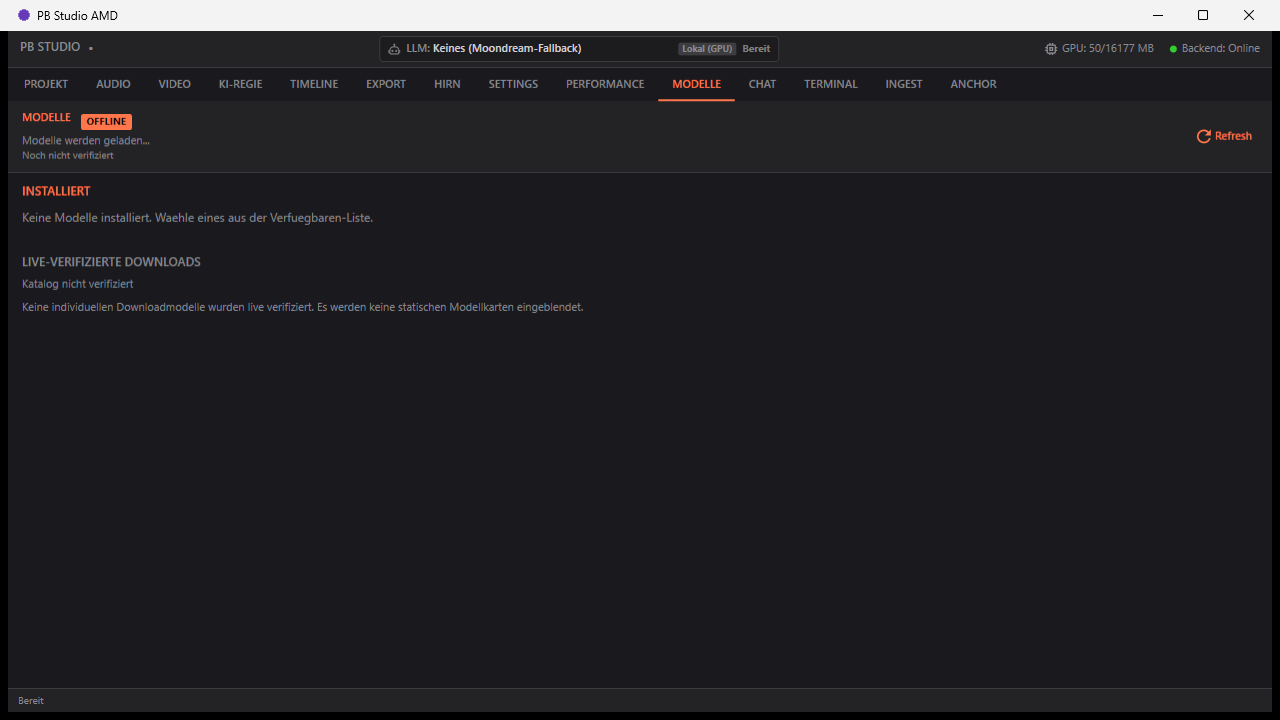 PB Studio AMD
PB STUDIO
LLM: Keines (Moondream-Fallback) Lokal (GPU) Bereit
GPU: 50/16177 MB Backend: Online
PROJEKT AUDIO VIDEO KI-REGIE TIMELINE EXPORT HIRN SETTINGS PERFORMANCE MODELLE CHAT TERMINAL INGEST ANCHOR
MODELLE OFFLINE
Modelle werden geladen...
Noch nicht verifiziert
Refresh
INSTALLIERT
Keine Modelle installiert. Waehle eines aus der Verfuegbaren-Liste.
LIVE-VERIFIZIERTE DOWNLOADS
Katalog nicht verifiziert
Keine individuellen Downloadmodelle wurden live verifiziert. Es werden keine statischen Modellkarten eingeblendet.
Bereit